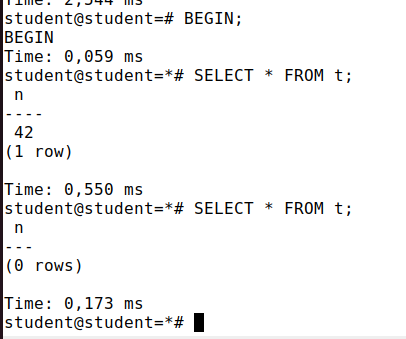 Time: 2,544 ms
student@student=# BEGIN;
BEGIN
Time: 0,059 ms
student@student=*# SELECT * FROM t;
 n
----
 42
(1 row)

Time: 0,550 ms
student@student=*# SELECT * FROM t;
 n
---
(0 rows)

Time: 0,173 ms
student@student=*#